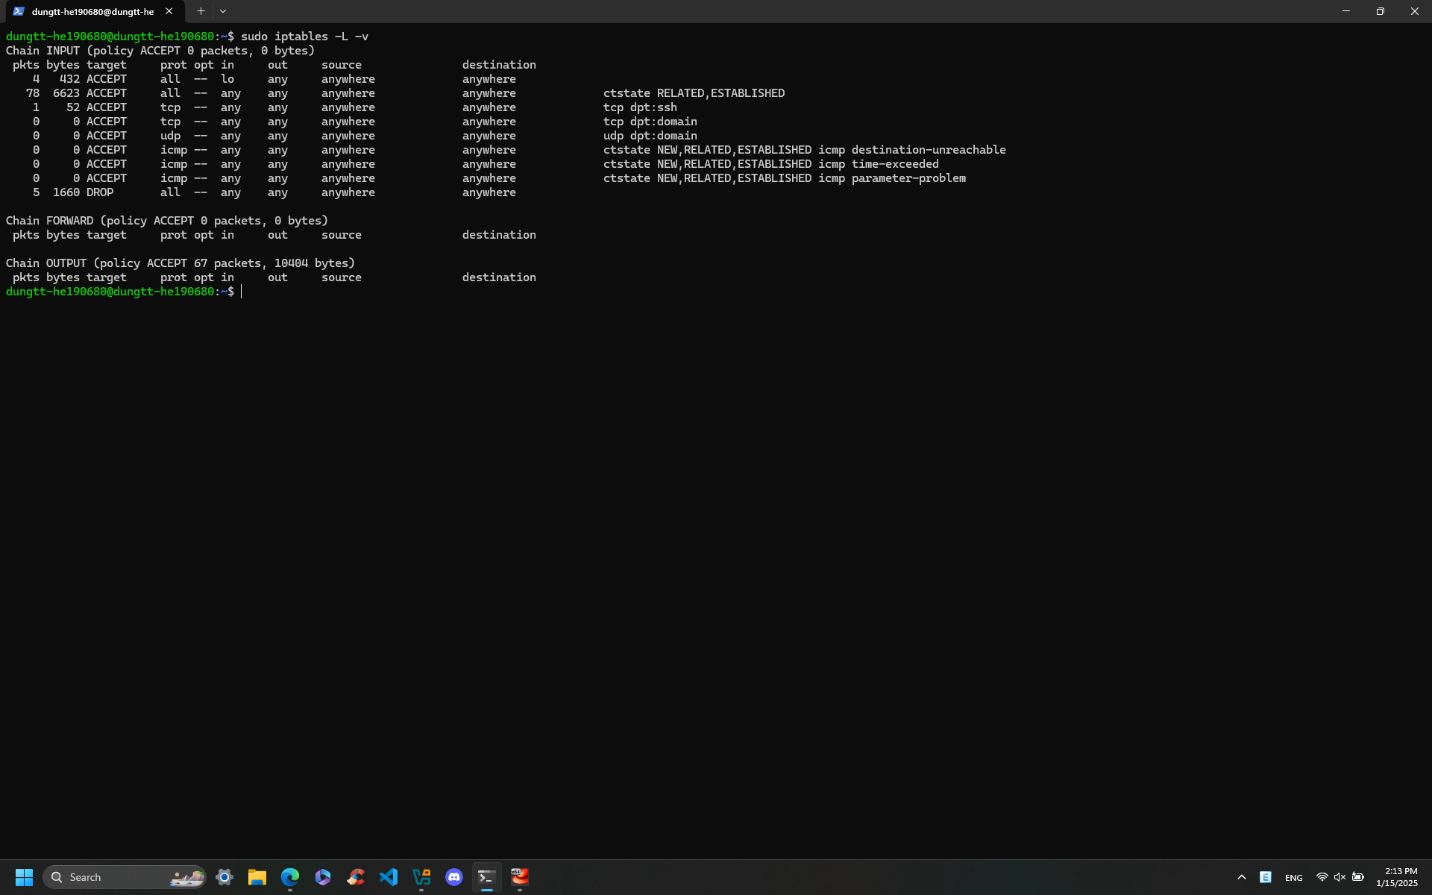 dungtt-he190680@dungtt-he
dungtt-he190680@dungtt-he190680:~$ sudo iptables -L -v
Chain INPUT (policy ACCEPT 0 packets, 0 bytes)
 pkts bytes target     prot opt in     out     source               destination
    4   432 ACCEPT     all  --  lo     any     anywhere             anywhere
   78  6623 ACCEPT     all  --  any    any     anywhere             anywhere             ctstate RELATED,ESTABLISHED
    1    52 ACCEPT     tcp  --  any    any     anywhere             anywhere             tcp dpt:ssh
    0     0 ACCEPT     tcp  --  any    any     anywhere             anywhere             tcp dpt:domain
    0     0 ACCEPT     udp  --  any    any     anywhere             anywhere             udp dpt:domain
    0     0 ACCEPT     icmp --  any    any     anywhere             anywhere             ctstate NEW,RELATED,ESTABLISHED icmp destination-unreachable
    0     0 ACCEPT     icmp --  any    any     anywhere             anywhere             ctstate NEW,RELATED,ESTABLISHED icmp time-exceeded
    0     0 ACCEPT     icmp --  any    any     anywhere             anywhere             ctstate NEW,RELATED,ESTABLISHED icmp parameter-problem
    5  1660 DROP       all  --  any    any     anywhere             anywhere
Chain FORWARD (policy ACCEPT 0 packets, 0 bytes)
 pkts bytes target     prot opt in     out     source               destination
Chain OUTPUT (policy ACCEPT 67 packets, 10404 bytes)
 pkts bytes target     prot opt in     out     source               destination
dungtt-he190680@dungtt-he190680:~$
Search
ENG
2:13 PM
1/15/2025